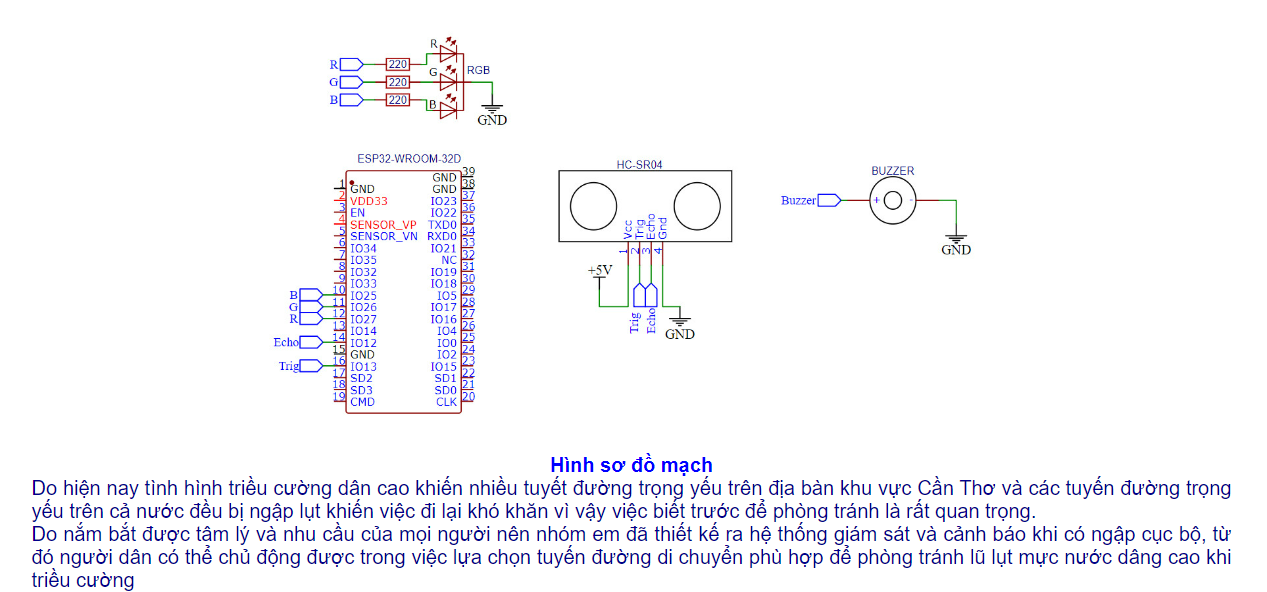 R
R 220
G RGB
G 220
B 220 B
GND
ESP32-WROOM-32D
1 GND GND 39
2 VDD33 GND 38
3 EN IO23 37
4 SENSOR_VP IO22 36
5 SENSOR_VN TXD0 35
6 IO34 RXD0 34
7 IO35 IO21 33
8 IO32 NC 32
9 IO33 IO19 31
B 10 IO25 IO18 30
G 11 IO26 IO5 29
R 12 IO27 IO17 28
13 IO14 IO16 27
Echo 14 IO12 IO4 26
15 GND IO0 25
Trig 16 IO13 IO2 24
17 SD2 IO15 23
18 SD3 SD1 22
19 CMD SD0 21
CLK 20
HC-SR04
Vcc Trig Echo Gnd
1 2 3 4
+5V
Trig Echo
GND
BUZZER
Buzzer + -
GND
Hình sơ đồ mạch
Do hiện nay tình hình triều cường dân cao khiến nhiều tuyết đường trọng yếu trên địa bàn khu vực Cần Thơ và các tuyến đường trọng
yếu trên cả nước đều bị ngập lụt khiến việc đi lại khó khăn vì vậy việc biết trước để phòng tránh là rất quan trọng.
Do nắm bắt được tâm lý và nhu cầu của mọi người nên nhóm em đã thiết kế ra hệ thống giám sát và cảnh báo khi có ngập cục bộ, từ
đó người dân có thể chủ động được trong việc lựa chọn tuyến đường di chuyển phù hợp để phòng tránh lũ lụt mực nước dâng cao khi
triều cường